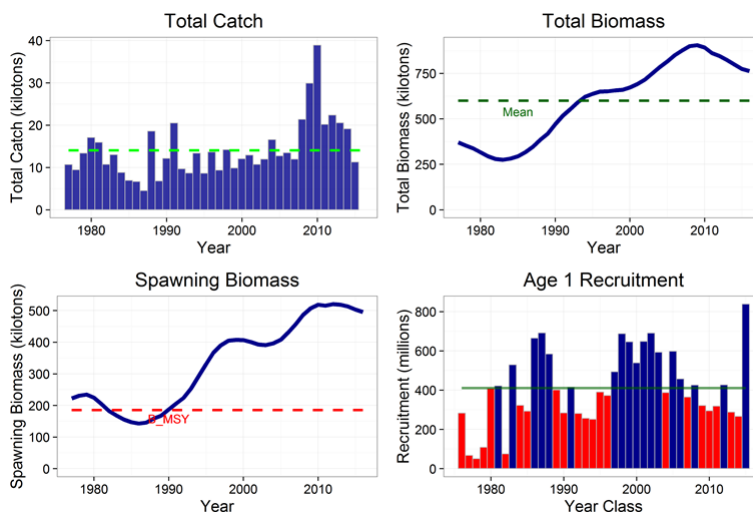 Total Catch
Total Catch (kilotons)
40
30
20
10
0
1980 1990 2000 2010
Year
Total Biomass
Total Biomass (kilotons)
750
500
250
0
Mean
1980 1990 2000 2010
Year
Spawning Biomass
Spawning Biomass (kilotons)
500
400
300
200
100
0
B_MSY
1980 1990 2000 2010
Year
Age 1 Recruitment
Recruitment (millions)
800
600
400
200
0
1980 1990 2000 2010
Year Class